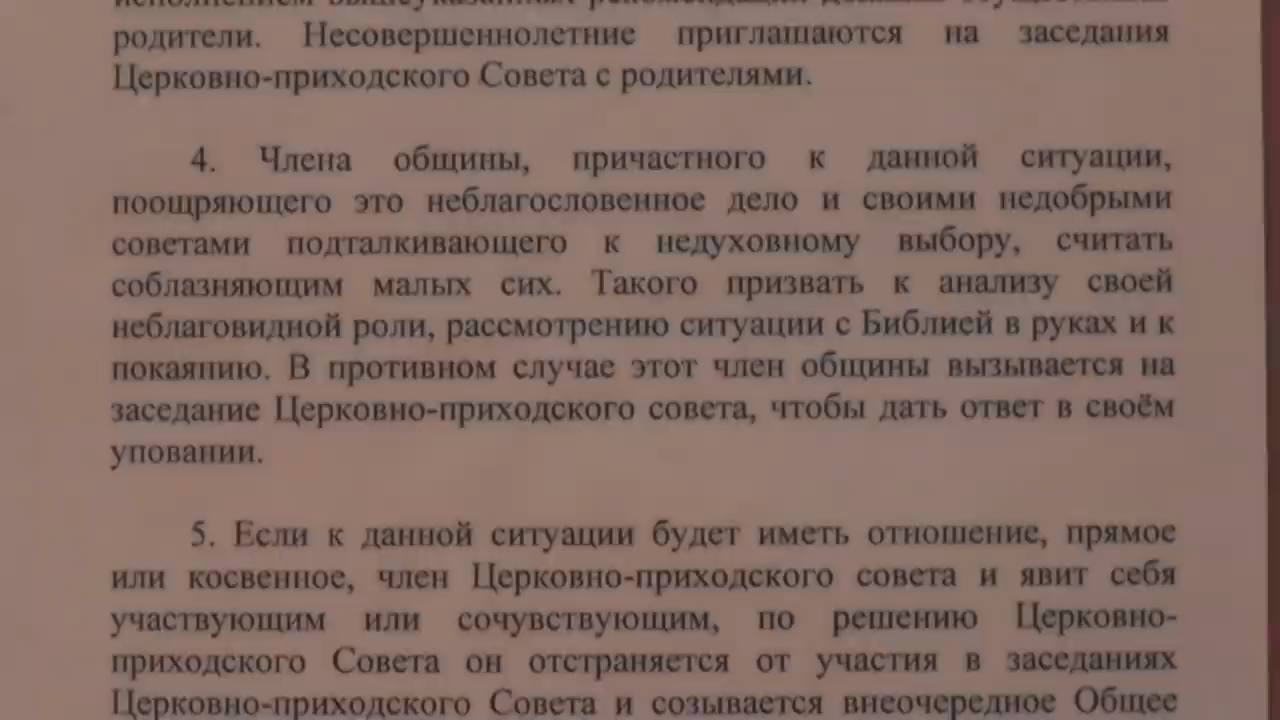 родители. Несовершеннолетние приглашаются на заседания
Церковно-приходского Совета с родителями.
4. Члена общины, причастного к данной ситуации,
поощряющего это неблагословенное дело и своими недобрыми
советами подталкивающего к недуховному выбору, считать
соблазняющим малых сих. Такого призвать к анализу своей
неблаговидной роли, рассмотрению ситуации с Библией в руках и к
покаянию. В противном случае этот член общины вызывается на
заседание Церковно-приходского совета, чтобы дать ответ в своём
уповании.
5. Если к данной ситуации будет иметь отношение, прямое
или косвенное, член Церковно-приходского совета и явит себя
участвующим или сочувствующим, по решению Церковно-
приходского Совета он отстраняется от участия в заседаниях
Церковно-приходского Совета и созывается внеочередное Общее